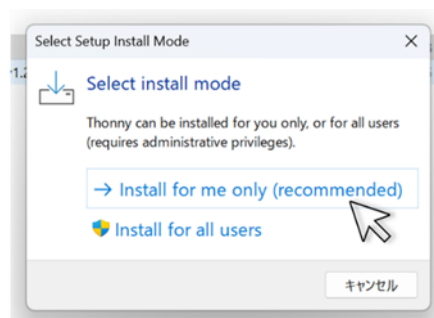 Select Setup Install Mode
Select install mode
Thonny can be installed for you only, or for all users
(requires administrative privileges).
→ Install for me only (recommended)
Install for all users
キャンセル